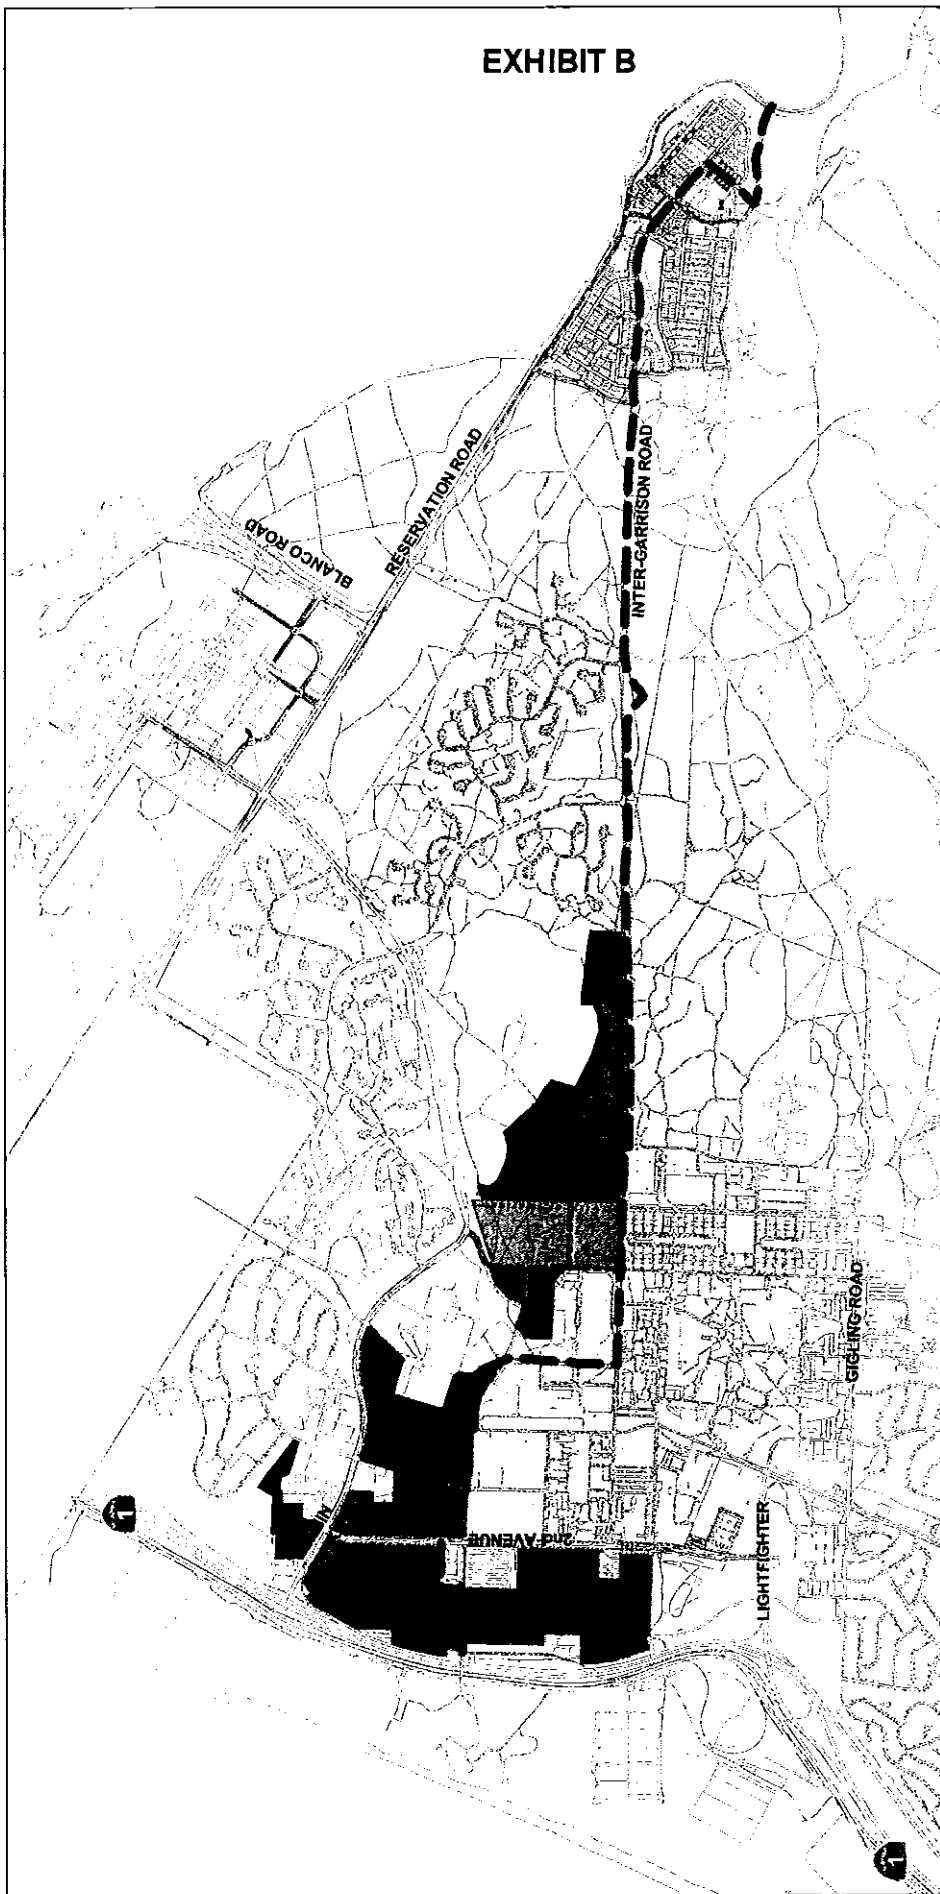 EXHIBIT B
BLANCO ROAD
RESERVATION ROAD
INTER-GARRISON ROAD
GIGLING ROAD
2nd AVENUE
LIGHTFIGHTER
1
1